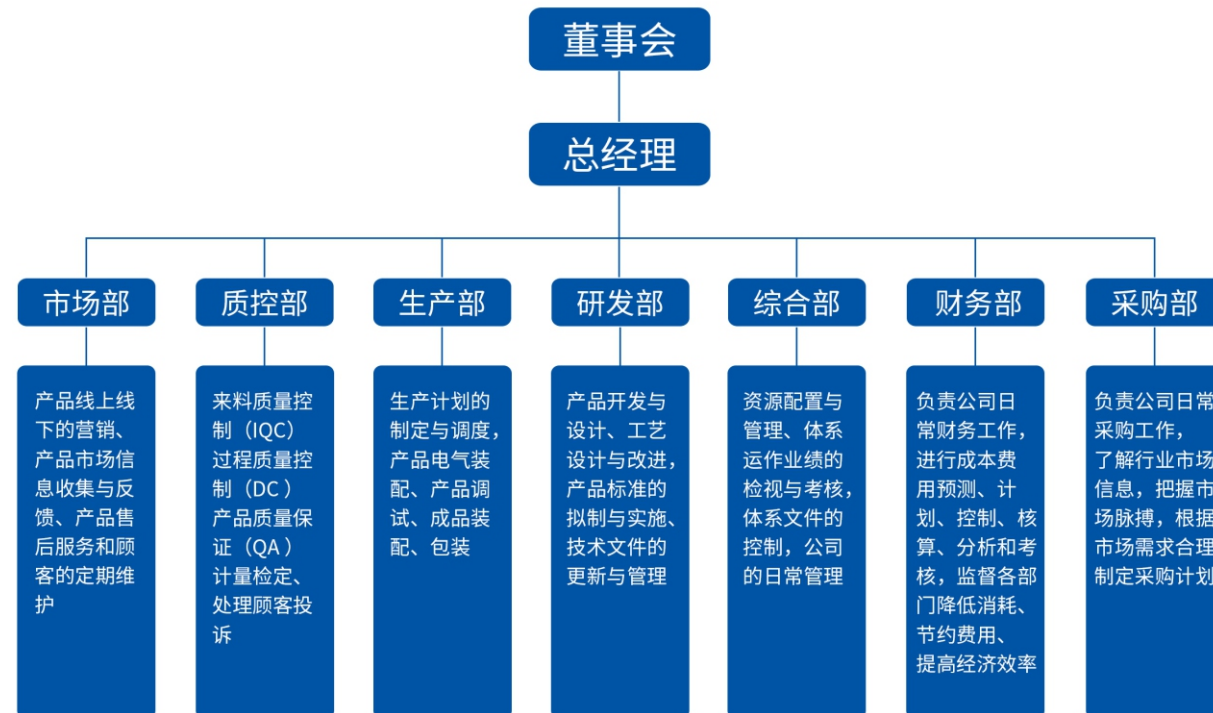 董事会
总经理
市场部
质控部
生产部
研发部
综合部
财务部
采购部
产品线上线
下的营销、
产品市场信
息收集与反
馈、产品售
后服务和顾
客的定期维
护
来料质量控
制（IQC）
过程质量控
制（DC ）
产品质量保
证（QA ）
计量检定、
处理顾客投
诉
生产计划的
制定与调度，
产品电气装
配、产品调
试、成品装
配、包装
产品开发与
设计、工艺
设计与改进，
产品标准的
拟制与实施、
技术文件的
更新与管理
资源配置与
管理、体系
运作业绩的
检视与考核，
体系文件的
控制，公司
的日常管理
负责公司日
常财务工作，
进行成本费
用预测、计
划、控制、核
算、分析和考
核，监督各部
门降低消耗、
节约费用、
提高经济效率
负责公司日常
采购工作，
了解行业市场
信息，把握市
场脉搏，根据
市场需求合理
制定采购计划